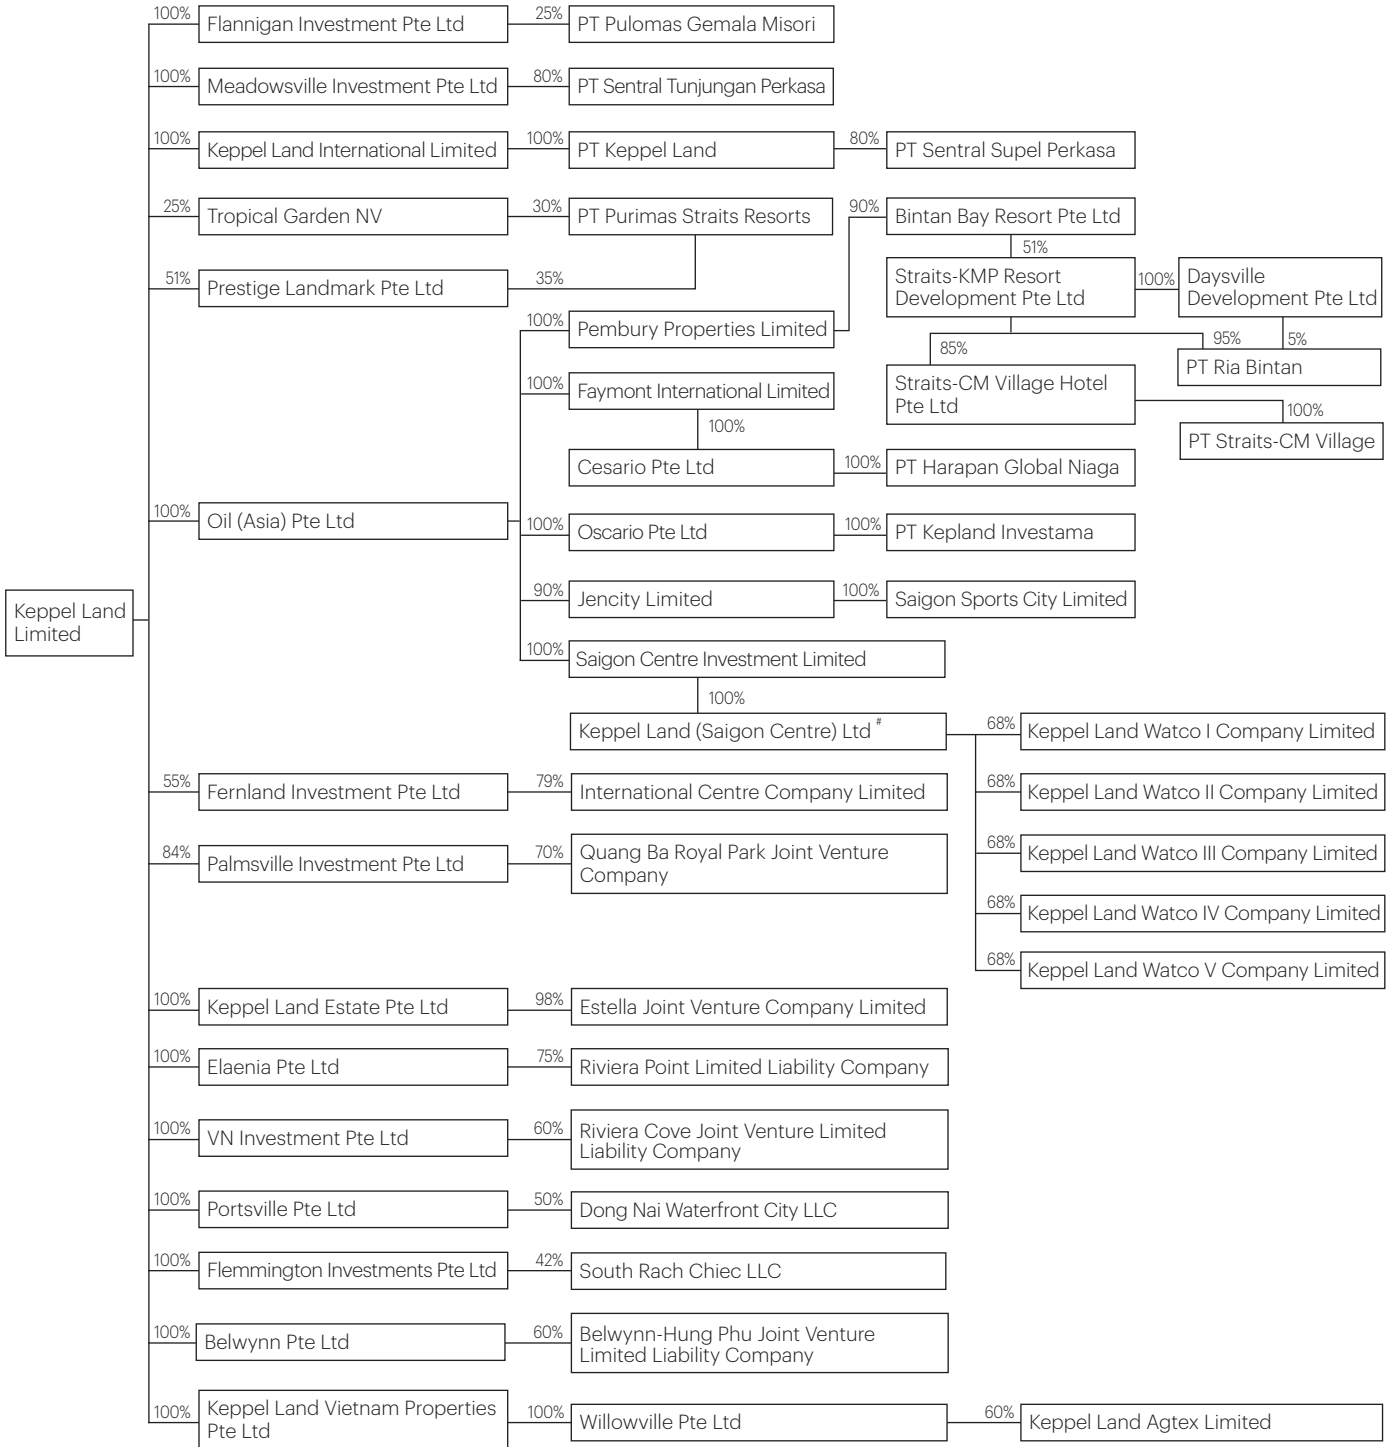 100%
Flannigan Investment Pte Ltd
25%
PT Pulomas Gemala Misori
100%
Meadowsville Investment Pte Ltd
80%
PT Sentral Tunjungan Perkasa
100%
Keppel Land International Limited
100%
PT Keppel Land
80%
PT Sentral Supel Perkasa
25%
Tropical Garden NV
30%
PT Purimas Straits Resorts
90%
Bintan Bay Resort Pte Ltd
51%
51%
Prestige Landmark Pte Ltd
35%
Straits-KMP Resort
Development Pte Ltd
100%
Daysville
Development Pte Ltd
100%
Pembury Properties Limited
85%
95%
5%
PT Ria Bintan
100%
Faymont International Limited
Straits-CM Village Hotel
Pte Ltd
100%
PT Straits-CM Village
100%
Cesario Pte Ltd
100%
PT Harapan Global Niaga
100%
Oil (Asia) Pte Ltd
100%
Oscario Pte Ltd
100%
PT Kepland Investama
90%
Jencity Limited
100%
Saigon Sports City Limited
Keppel Land
Limited
100%
Saigon Centre Investment Limited
100%
Keppel Land (Saigon Centre) Ltd #
68%
Keppel Land Watco I Company Limited
55%
Fernland Investment Pte Ltd
79%
International Centre Company Limited
68%
Keppel Land Watco II Company Limited
84%
Palmsville Investment Pte Ltd
70%
Quang Ba Royal Park Joint Venture
Company
68%
Keppel Land Watco III Company Limited
68%
Keppel Land Watco IV Company Limited
68%
Keppel Land Watco V Company Limited
100%
Keppel Land Estate Pte Ltd
98%
Estella Joint Venture Company Limited
100%
Elaenia Pte Ltd
75%
Riviera Point Limited Liability Company
100%
VN Investment Pte Ltd
60%
Riviera Cove Joint Venture Limited
Liability Company
100%
Portsville Pte Ltd
50%
Dong Nai Waterfront City LLC
100%
Flemmington Investments Pte Ltd
42%
South Rach Chiec LLC
100%
Belwynn Pte Ltd
60%
Belwynn-Hung Phu Joint Venture
Limited Liability Company
100%
Keppel Land Vietnam Properties
Pte Ltd
100%
Willowville Pte Ltd
60%
Keppel Land Agtex Limited